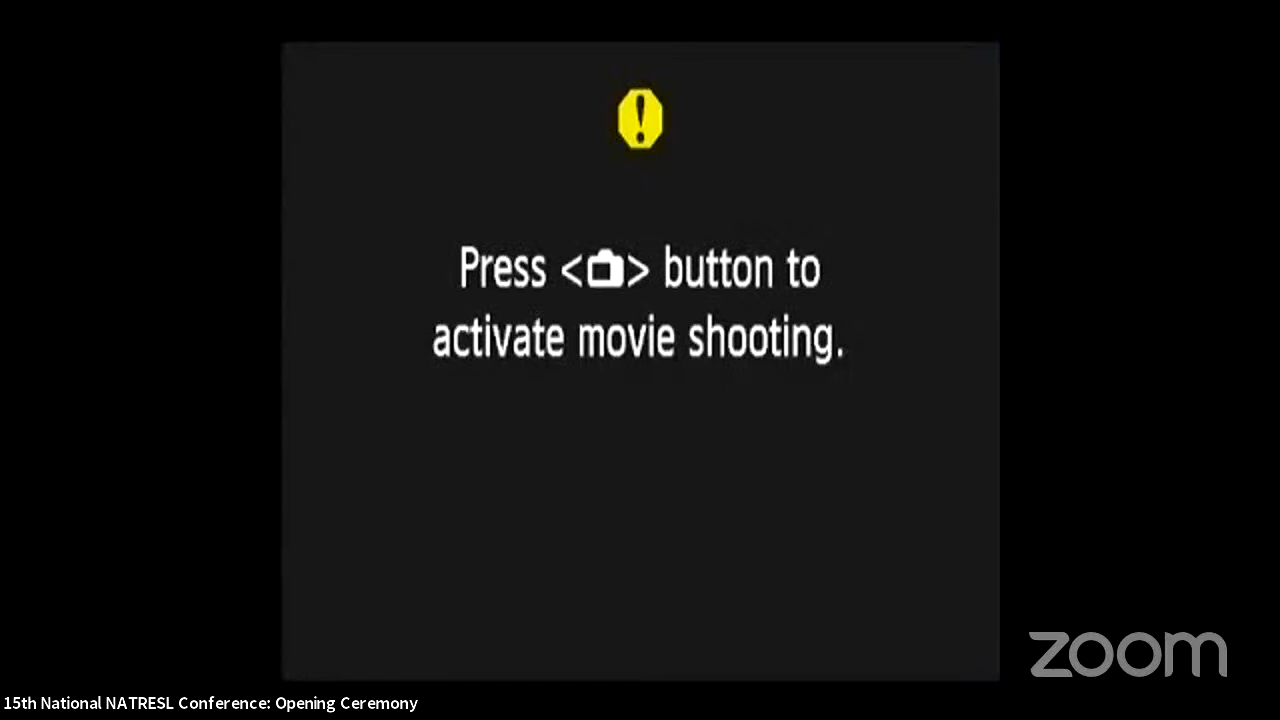 Press < > button to
activate movie shooting.
zoom
15th National NATRESL Conference: Opening Ceremony